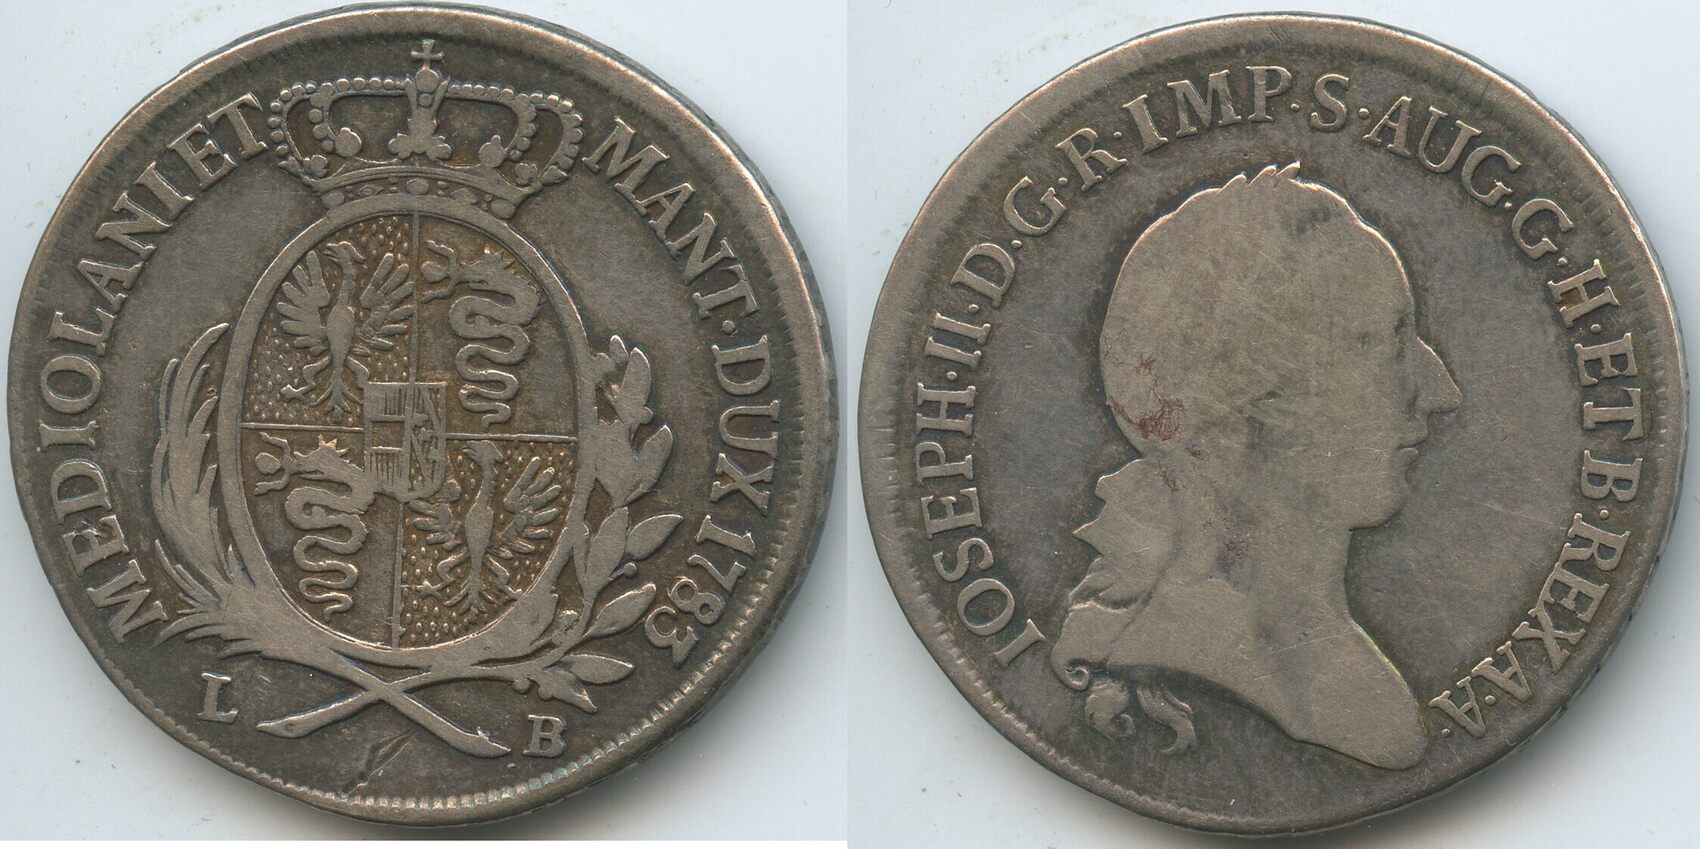 MEDIOLANI ET MANT·DUX 1783
L B
IOSEPH·II·D·G·R·IMP·S·AUG·G·H·ET B·REX A·A·